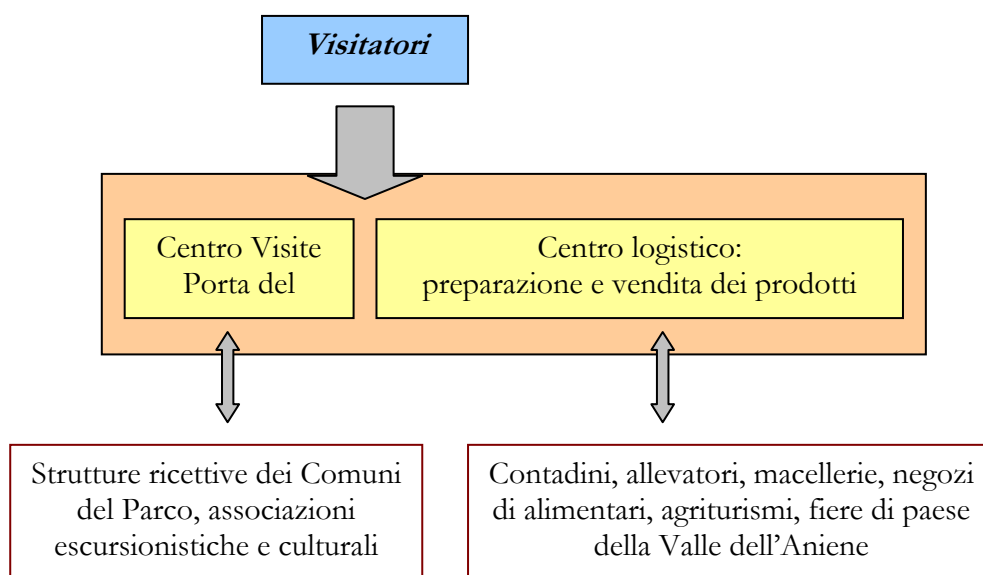 Visitatori
Centro Visite
Porta del
Centro logistico:
preparazione e vendita dei prodotti
Strutture ricettive dei Comuni
del Parco, associazioni
escursionistiche e culturali
Contadini, allevatori, macellerie, negozi
di alimentari, agriturismi, fiere di paese
della Valle dell’Aniene